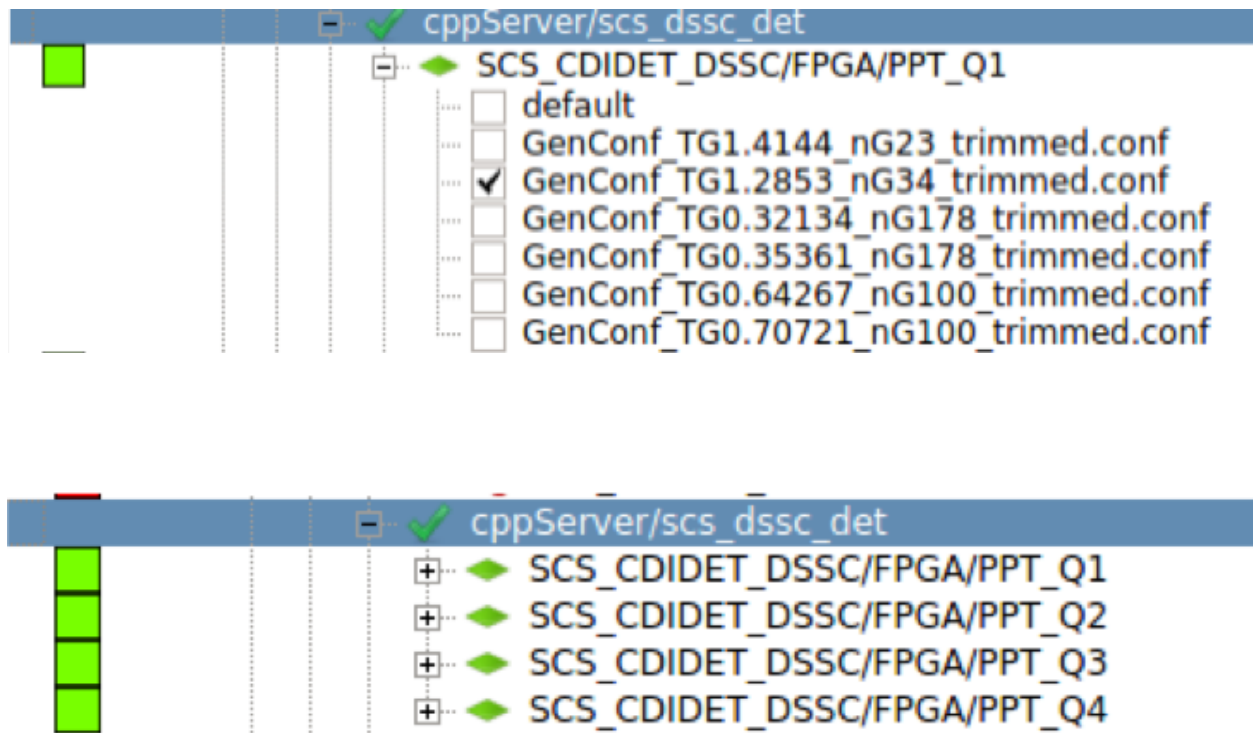 cppServer/scs_dssc_det
SCS_CDIDET_DSSC/FPGA/PPT_Q1
default
GenConf_TG1.4144_nG23_trimmed.conf
GenConf_TG1.2853_nG34_trimmed.conf
GenConf_TG0.32134_nG178_trimmed.conf
GenConf_TG0.35361_nG178_trimmed.conf
GenConf_TG0.64267_nG100_trimmed.conf
GenConf_TG0.70721_nG100_trimmed.conf
cppServer/scs_dssc_det
SCS_CDIDET_DSSC/FPGA/PPT_Q1
SCS_CDIDET_DSSC/FPGA/PPT_Q2
SCS_CDIDET_DSSC/FPGA/PPT_Q3
SCS_CDIDET_DSSC/FPGA/PPT_Q4